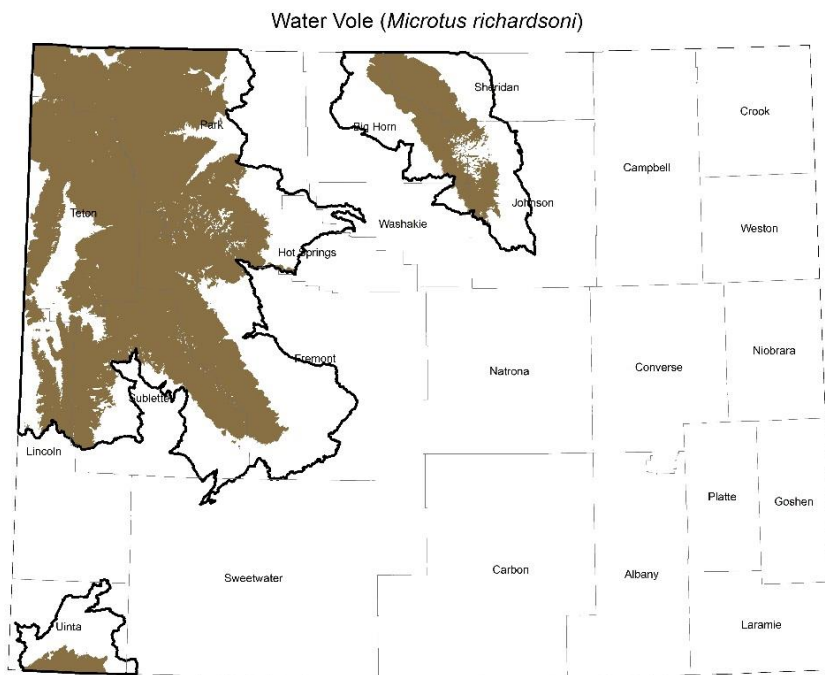 Water Vole (Microtus richardsoni)
Sheridan
Crook
Park
Big Horn
Campbell
Teton
Johnson
Washakie
Weston
Hot Springs
Fremont
Natrona
Converse
Niobrara
Sublette
Lincoln
Platte
Goshen
Sweetwater
Carbon
Albany
Uinta
Laramie